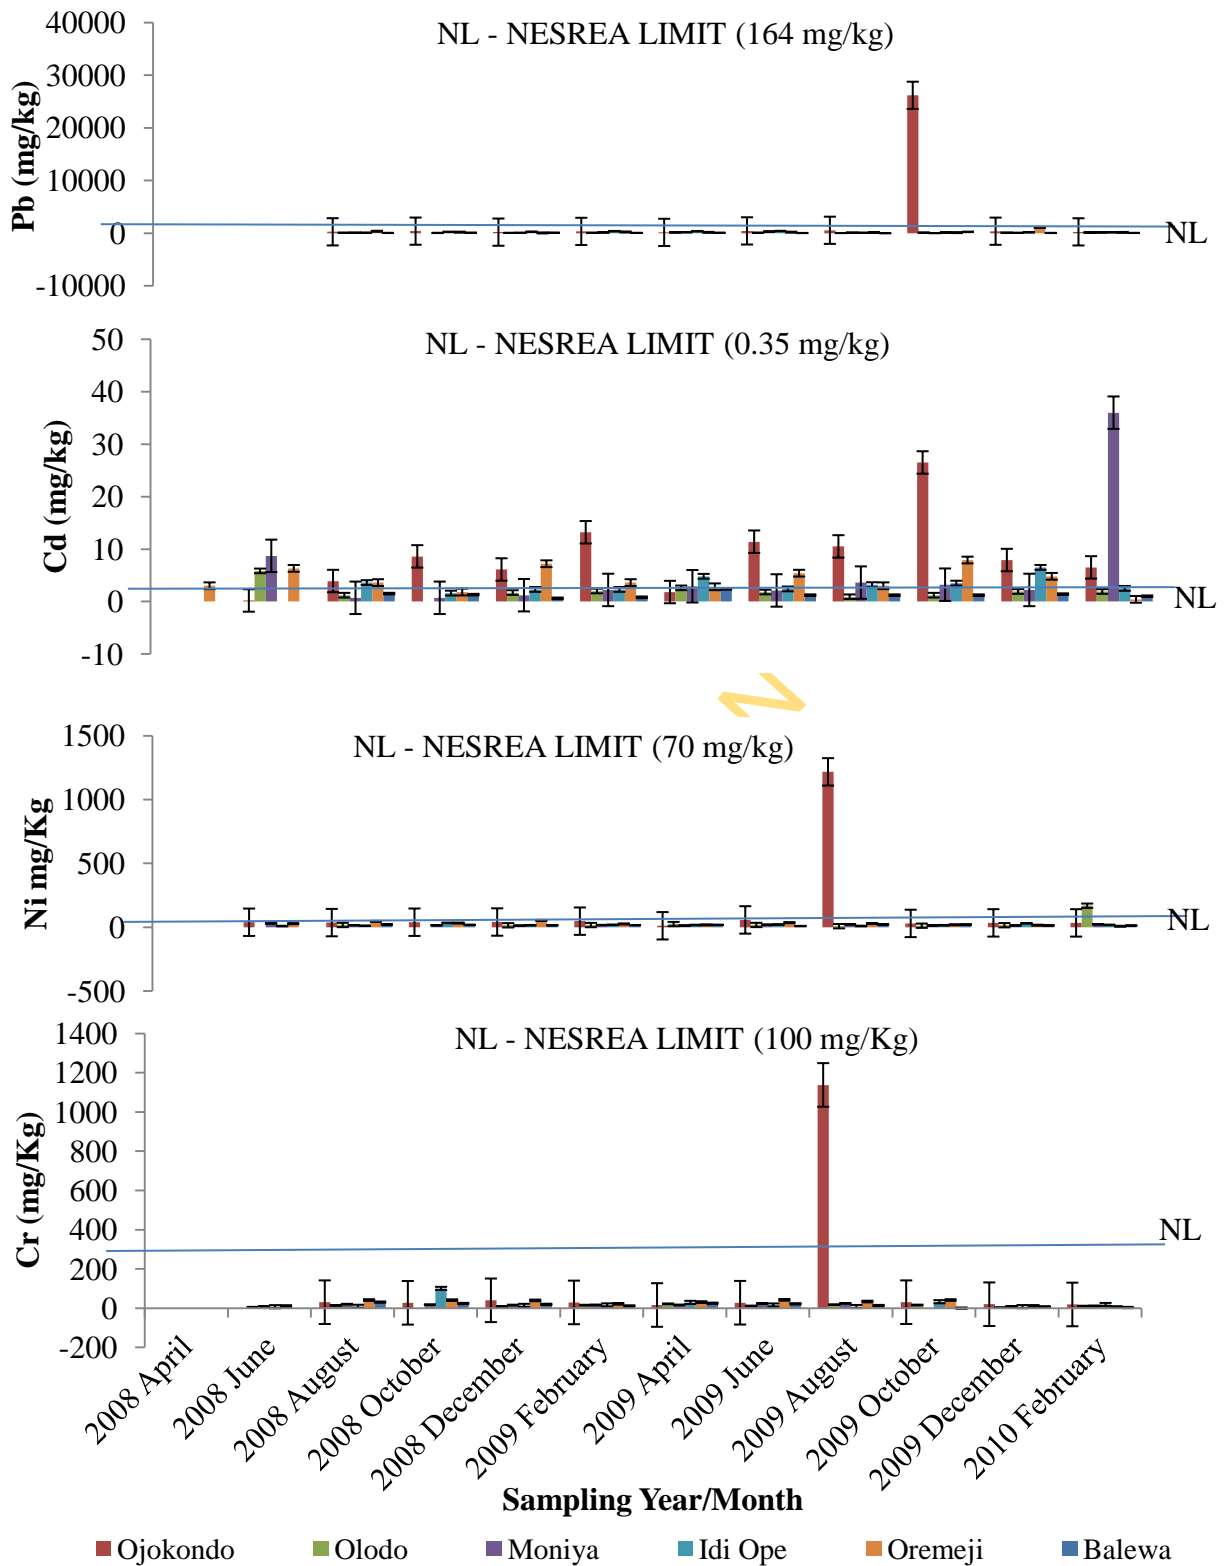 NL - NESREA LIMIT (164 mg/kg)
40000
30000
20000
10000
0
-10000
Pb (mg/kg)
NL
NL - NESREA LIMIT (0.35 mg/kg)
50
40
30
20
10
0
-10
Cd (mg/kg)
NL
N
NL - NESREA LIMIT (70 mg/kg)
1500
1000
500
0
-500
Ni mg/Kg
NL
NL - NESREA LIMIT (100 mg/Kg)
1400
1200
1000
800
600
400
200
0
-200
Cr (mg/Kg)
NL
2008 April
2008 June
2008 August
2008 October
2008 December
2009 February
2009 April
2009 June
2009 August
2009 October
2009 December
2010 February
Sampling Year/Month
Ojokondo Olodo Moniya Idi Ope Oremeji Balewa